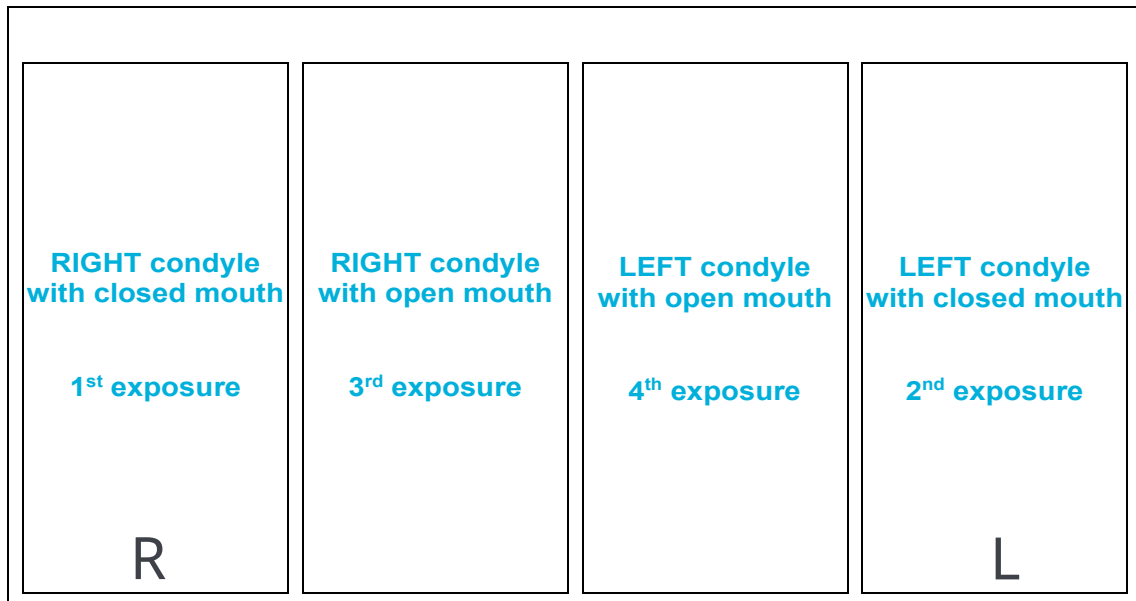 RIGHT condyle
with closed mouth
1st exposure
R
RIGHT condyle
with open mouth
3rd exposure
LEFT condyle
with open mouth
4th exposure
LEFT condyle
with closed mouth
2nd exposure
L